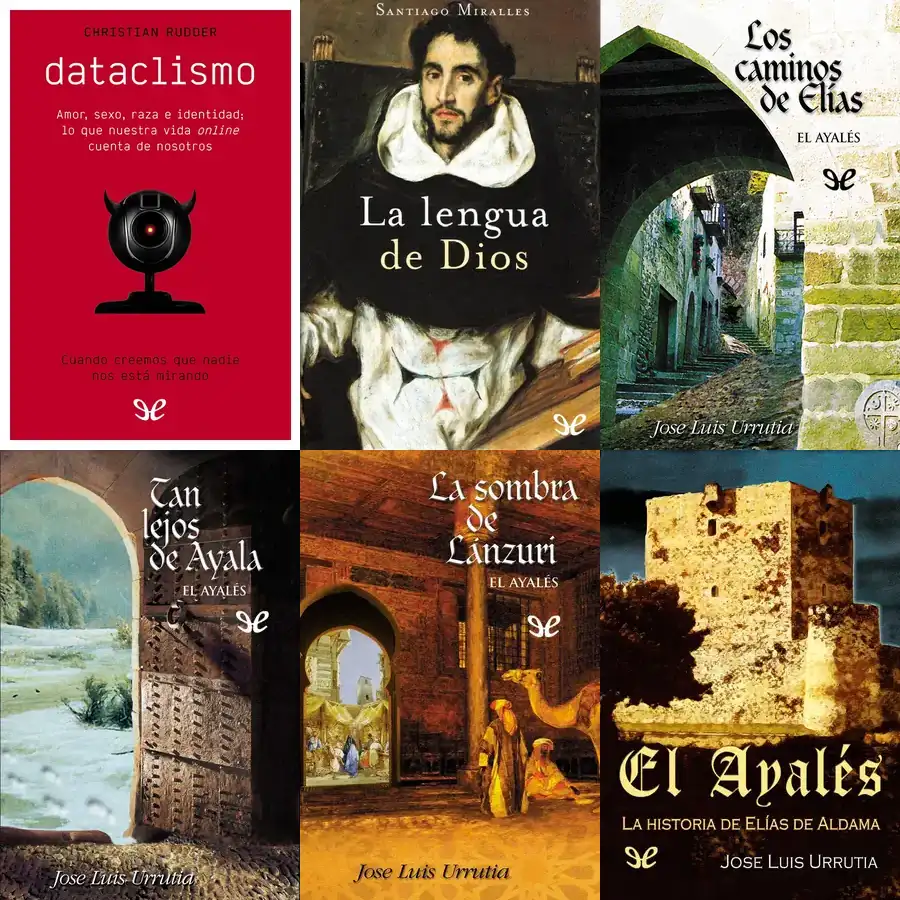 CHRISTIAN RUDDER
dataclismo
Amor, sexo, raza e identidad;
lo que nuestra vida online
cuenta de nosotros
Cuando creemos que nadie
nos está mirando
SANTIAGO MIRALLES
La lengua
de Dios
Los
caminos
de Elías
EL AYALÉS
Jose Luis Urrutia
Tan
lejos
de Ayala
EL AYALÉS
Jose Luis Urrutia
La sombra
de
Lánzuri
EL AYALÉS
Jose Luis Urrutia
El Ayalés
LA HISTORIA DE ELÍAS DE ALDAMA
JOSE LUIS URRUTIA